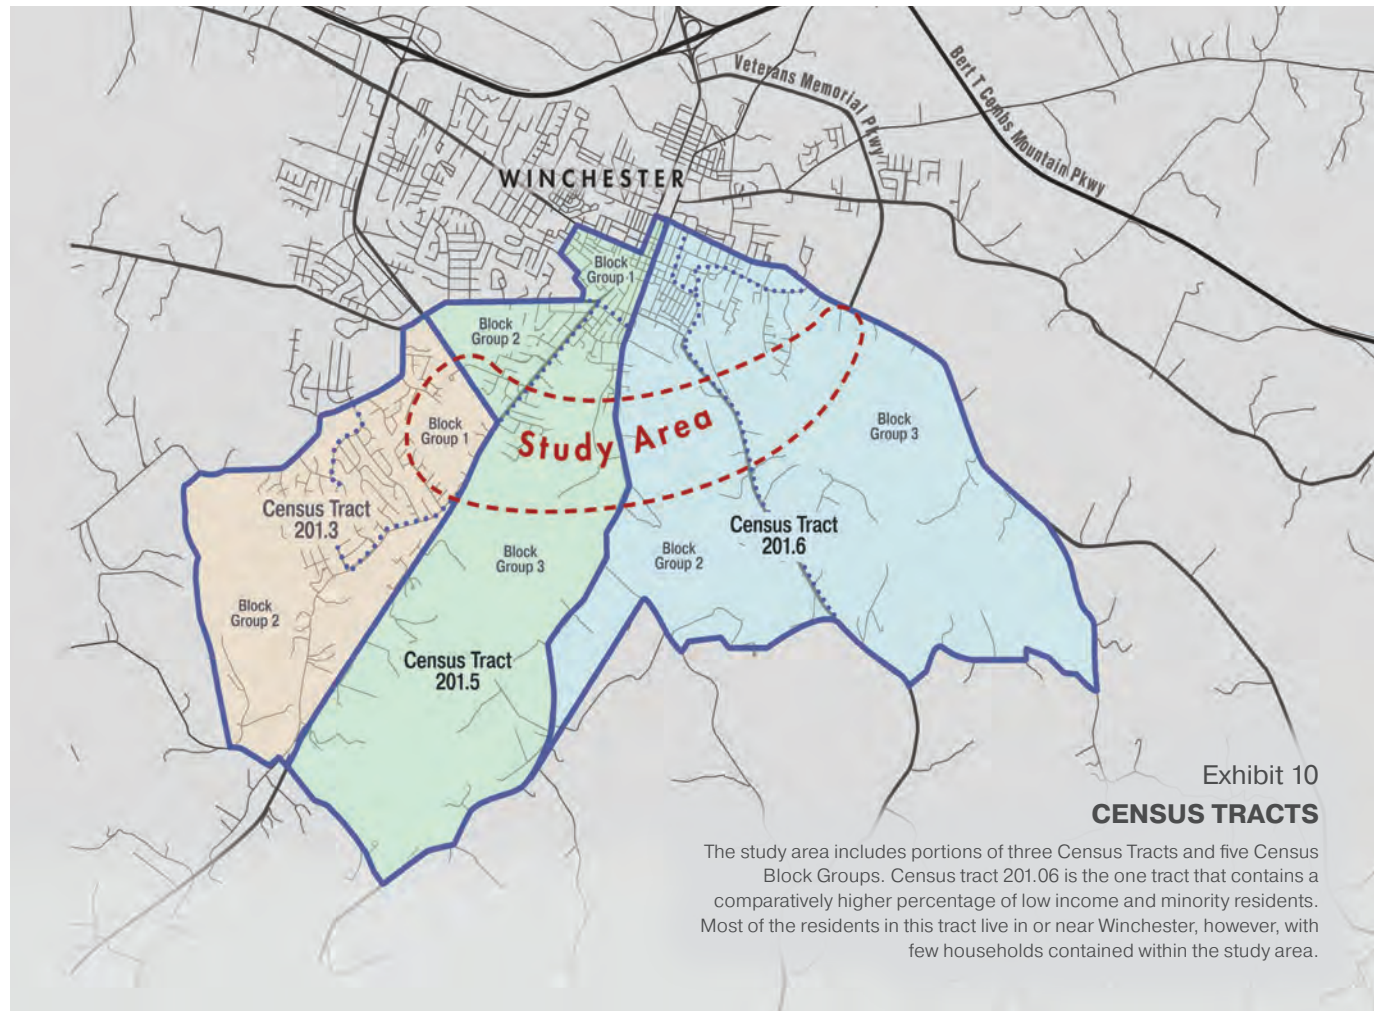 Veterans Memorial Pkwy
Bert T Combs Mountain Pkwy
WINCHESTER
Block
Group 1
Block
Group 2
Block
Group 1
Study Area
Block
Group 3
Census Tract
201.3
Census Tract
201.6
Block
Group 3
Block
Group 2
Block
Group 2
Census Tract
201.5
Exhibit 10
CENSUS TRACTS
The study area includes portions of three Census Tracts and five Census
Block Groups. Census tract 201.06 is the one tract that contains a
comparatively higher percentage of low income and minority residents.
Most of the residents in this tract live in or near Winchester, however, with
few households contained within the study area.